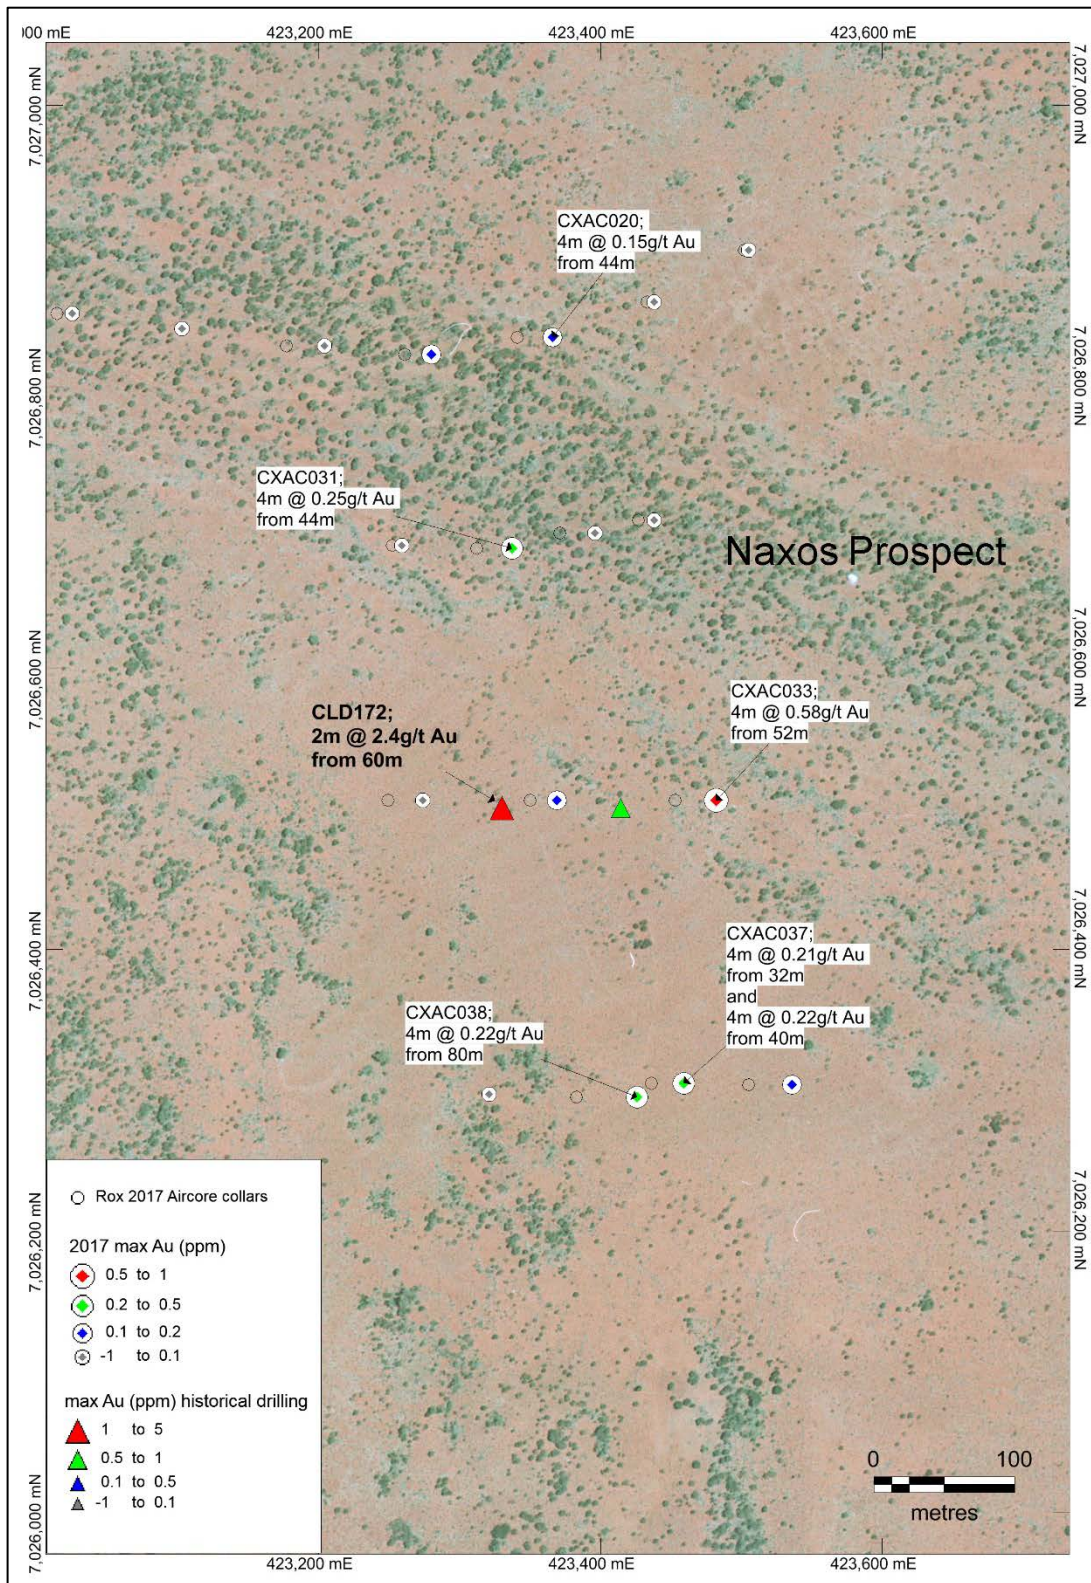 000 mE
423,200 mE
423,400 mE
423,600 mE
7,027,000 mN
7,027,000 mN
CXAC020;
4m @ 0.15g/t Au
from 44m
7,026,800 mN
7,026,800 mN
CXAC031;
4m @ 0.25g/t Au
from 44m
Naxos Prospect
7,026,600 mN
7,026,600 mN
CXAC033;
4m @ 0.58g/t Au
from 52m
CLD172;
2m @ 2.4g/t Au
from 60m
7,026,400 mN
7,026,400 mN
CXAC037;
4m @ 0.21g/t Au
from 32m
and
4m @ 0.22g/t Au
from 40m
CXAC038;
4m @ 0.22g/t Au
from 80m
7,026,200 mN
7,026,200 mN
Rox 2017 Aircore collars
2017 max Au (ppm)
0.5 to 1
0.2 to 0.5
0.1 to 0.2
-1 to 0.1
max Au (ppm) historical drilling
1 to 5
0.5 to 1
0.1 to 0.5
-1 to 0.1
0 100
metres
7,026,000 mN
423,200 mE
423,400 mE
423,600 mE